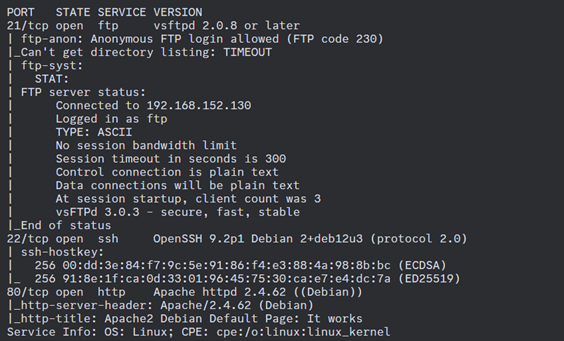 PORT   STATE SERVICE VERSION
21/tcp open  ftp     vsftpd 2.0.8 or later
| ftp-anon: Anonymous FTP login allowed (FTP code 230)
|_Can't get directory listing: TIMEOUT
| ftp-syst:
|   STAT:
| FTP server status:
|      Connected to 192.168.152.130
|      Logged in as ftp
|      TYPE: ASCII
|      No session bandwidth limit
|      Session timeout in seconds is 300
|      Control connection is plain text
|      Data connections will be plain text
|      At session startup, client count was 3
|      vsFTPd 3.0.3 - secure, fast, stable
|_End of status
22/tcp open  ssh     OpenSSH 9.2p1 Debian 2+deb12u3 (protocol 2.0)
| ssh-hostkey:
|   256 00:dd:3e:84:f7:9c:5e:91:86:f4:e3:88:4a:98:8b:bc (ECDSA)
|_  256 91:8e:1f:ca:0d:33:01:96:45:75:30:ca:e7:e4:dc:7a (ED25519)
80/tcp open  http    Apache httpd 2.4.62 ((Debian))
|_http-server-header: Apache/2.4.62 (Debian)
|_http-title: Apache2 Debian Default Page: It works
Service Info: OS: Linux; CPE: cpe:/o:linux:linux_kernel